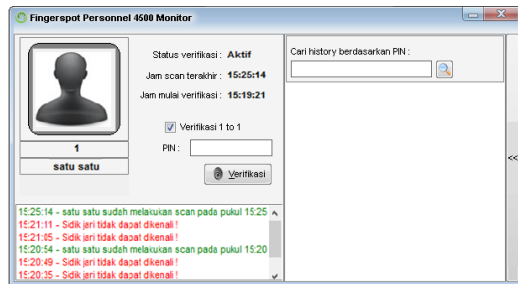 Fingerspot Personnel 4500 Monitor
Status verifikasi : Aktif
Jam scan terakhir : 15:25:14
Jam mulai verifikasi : 15:19:21
Verifikasi 1 to 1
PIN :
Verifikasi
1
satu satu
15:25:14 - satu satu sudah melakukan scan pada pukul 15:25
15:21:11 - Sidik jari tidak dapat dikenali !
15:21:05 - Sidik jari tidak dapat dikenali !
15:20:54 - satu satu sudah melakukan scan pada pukul 15:20
15:20:49 - Sidik jari tidak dapat dikenali !
15:20:35 - Sidik jari tidak dapat dikenali !
Cari history berdasarkan PIN :
<<